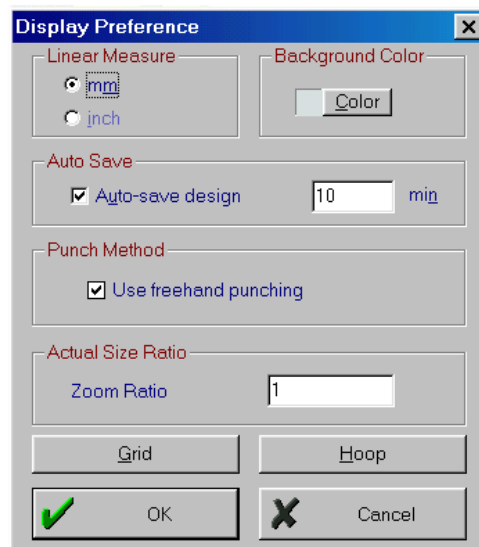 Display Preference
Linear Measure
mm
inch
Background Color
Color
Auto Save
Auto-save design 10 min
Punch Method
Use freehand punching
Actual Size Ratio
Zoom Ratio 1
Grid Hoop
OK Cancel